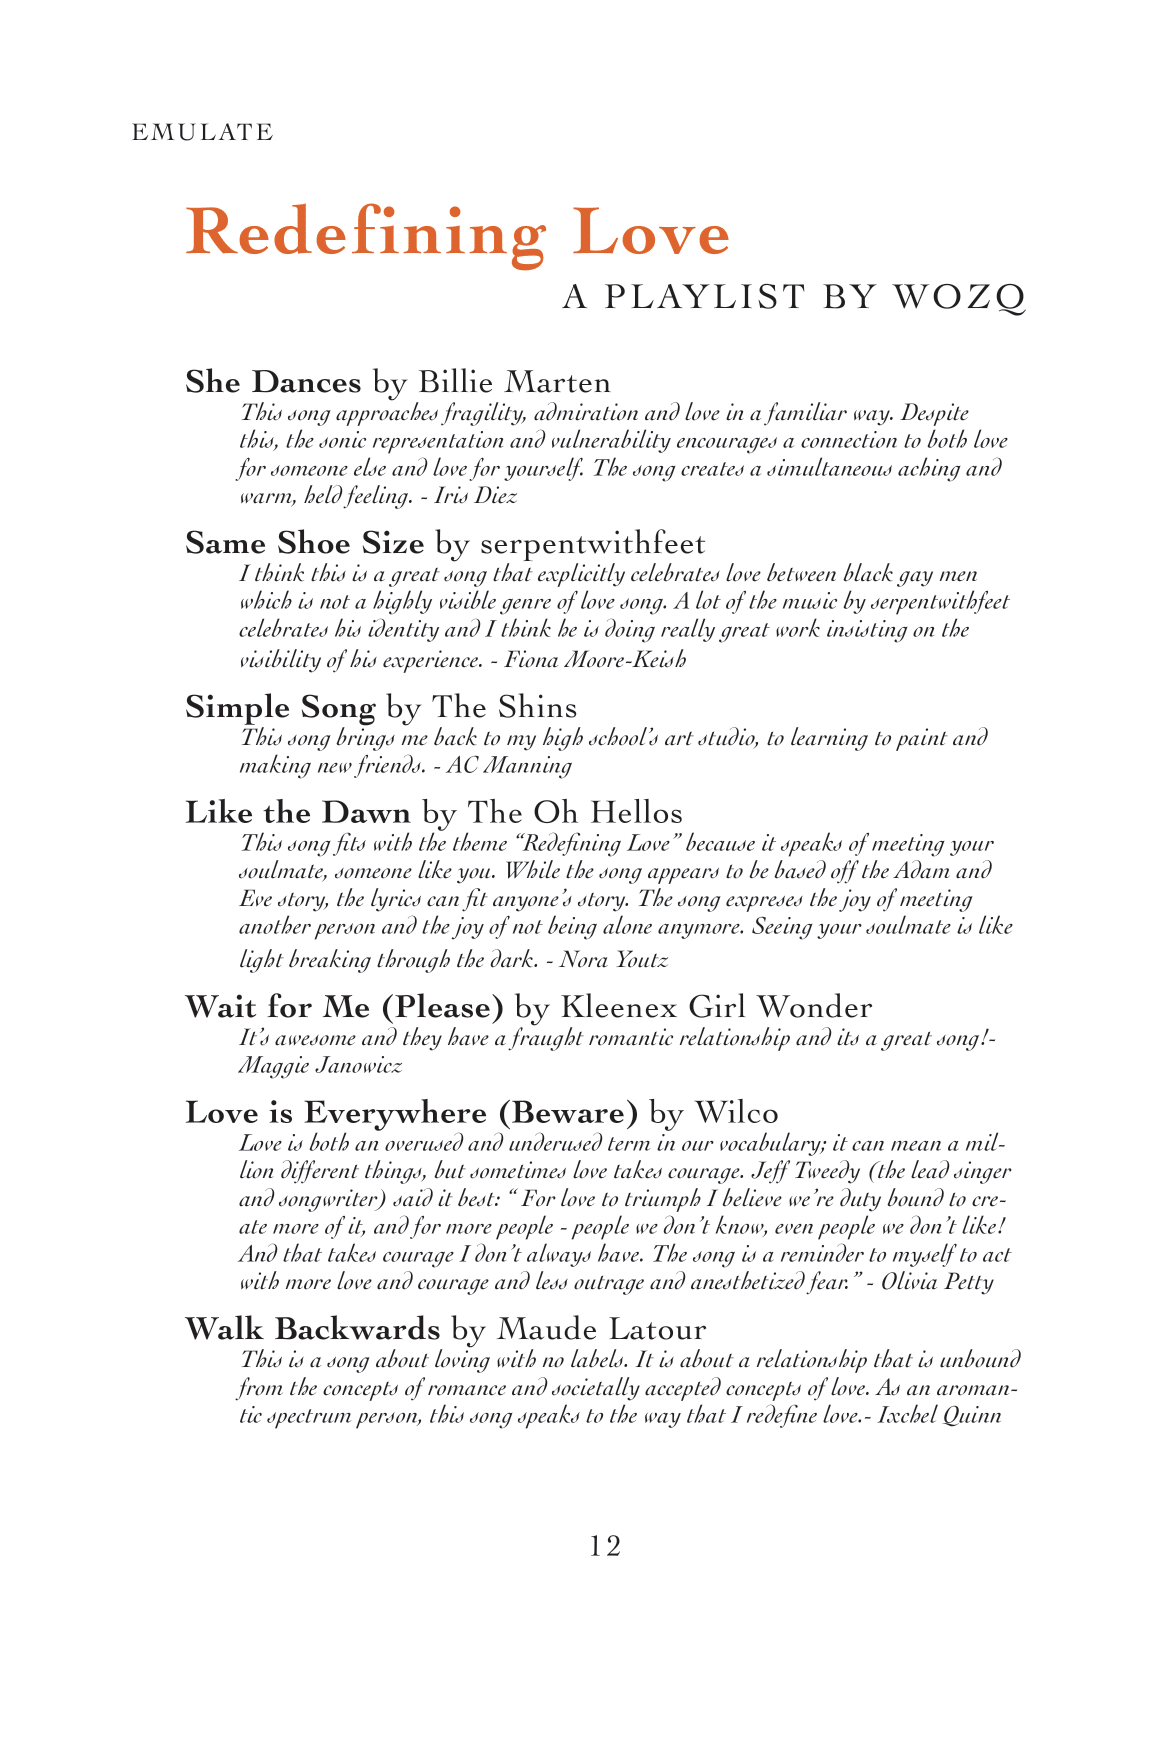 EMULATE
Redefining Love
A PLAYLIST BY WOZQ
She Dances by Billie Marten
This song approaches fragility, admiration and love in a familiar way. Despite
this, the sonic representation and vulnerability encourages a connection to both love
for someone else and love for yourself. The song creates a simultaneous aching and
warm, held feeling. - Iris Diez
Same Shoe Size by serpentwithfeet
I think this is a great song that explicitly celebrates love between black gay men
which is not a highly visible genre of love song. A lot of the music by serpentwithfeet
celebrates his identity and I think he is doing really great work insisting on the
visibility of his experience. - Fiona Moore-Keish
Simple Song by The Shins
This song brings me back to my high school's art studio, to learning to paint and
making new friends. - AC Manning
Like the Dawn by The Oh Hellos
This song fits with the theme “Redefining Love” because it speaks of meeting your
soulmate, someone like you. While the song appears to be based off the Adam and
Eve story, the lyrics can fit anyone's story. The song expreses the joy of meeting
another person and the joy of not being alone anymore. Seeing your soulmate is like
light breaking through the dark. - Nora Youtz
Wait for Me (Please) by Kleenex Girl Wonder
It's awesome and they have a fraught romantic relationship and its a great song!-
Maggie Janowicz
Love is Everywhere (Beware) by Wilco
Love is both an overused and underused term in our vocabulary; it can mean a mil-
lion different things, but sometimes love takes courage. Jeff Tweedy (the lead singer
and songwriter) said it best: “ For love to triumph I believe we're duty bound to cre-
ate more of it, and for more people - people we don't know, even people we don't like!
And that takes courage I don't always have. The song is a reminder to myself to act
with more love and courage and less outrage and anesthetized fear.” - Olivia Petty
Walk Backwards by Maude Latour
This is a song about loving with no labels. It is about a relationship that is unbound
from the concepts of romance and societally accepted concepts of love. As an aroman-
tic spectrum person, this song speaks to the way that I redefine love.- Ixchel Quinn
12